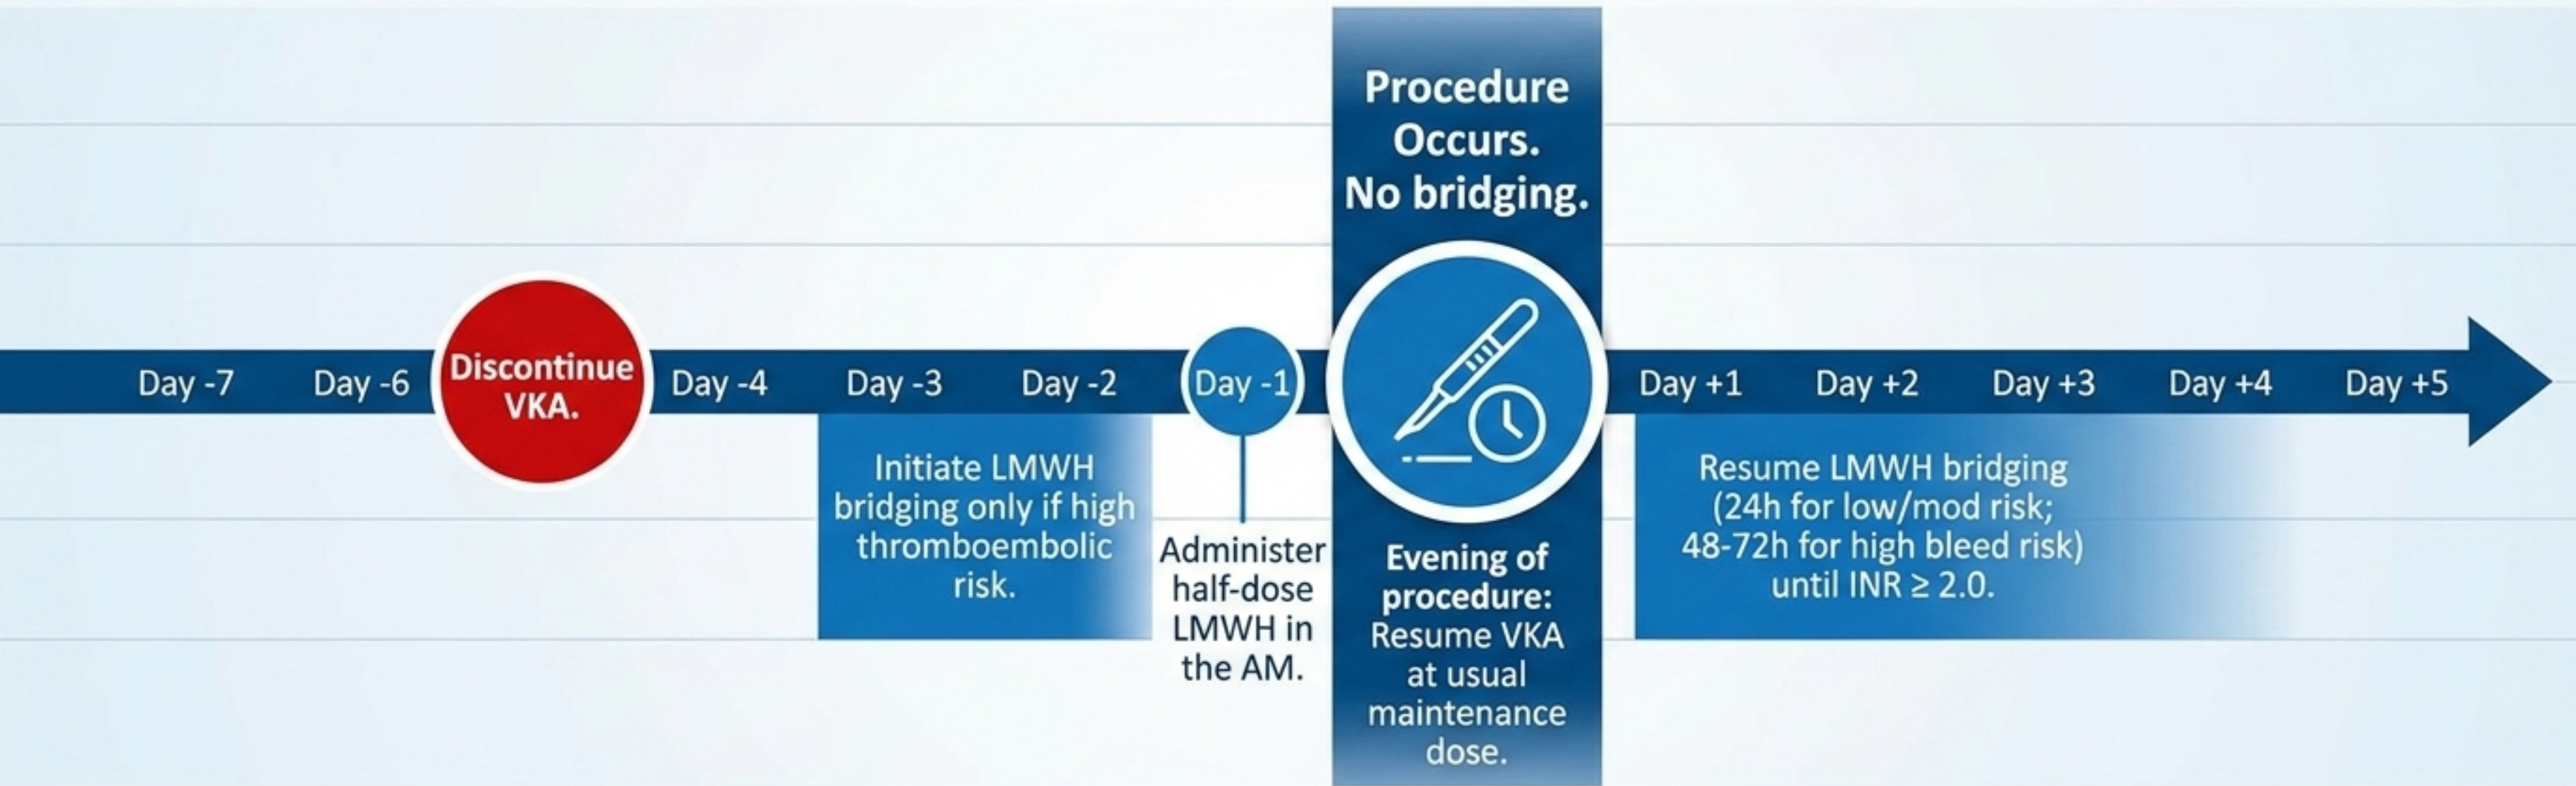 Procedure
Occurs.
No bridging.
Day -7
Day -6
Discontinue
VKA.
Day -4
Day -3
Day -2
Day -1
Day +1
Day +2
Day +3
Day +4
Day +5
Initiate LMWH
bridging only if high
thromboembolic
risk.
Administer
half-dose
LMWH in
the AM.
Evening of
procedure:
Resume VKA
at usual
maintenance
dose.
Resume LMWH bridging
(24h for low/mod risk;
48-72h for high bleed risk)
until INR ≥ 2.0.